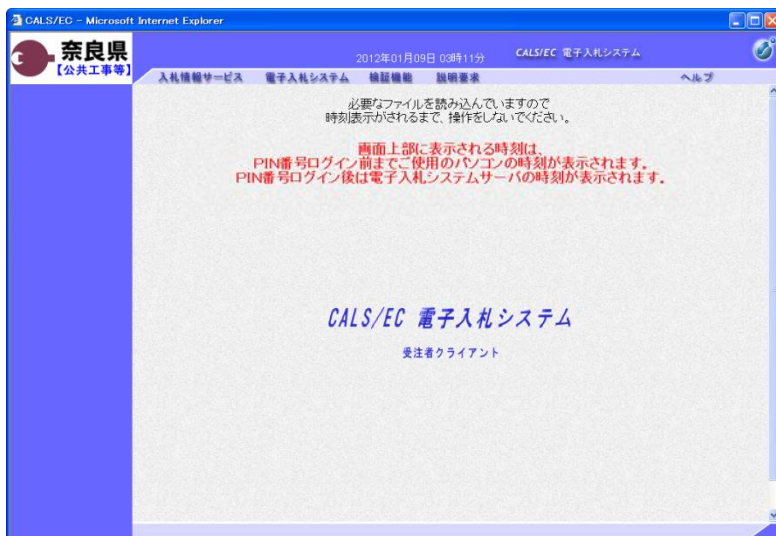 CALS/EC - Microsoft Internet Explorer
奈良県
【公共工事等】
2012年01月09日 03時11分
CALS/EC 電子入札システム
入札情報サービス 電子入札システム 検証機能 説明要求 ヘルプ
必要なファイルを読み込んでいますので
時刻表示がされるまで、操作をしないでください。
画面上部に表示される時刻は、
PIN番号ログイン前までご使用のパソコンの時刻が表示されます。
PIN番号ログイン後は電子入札システムサーバの時刻が表示されます。
CALS/EC 電子入札システム
受注者クライアント